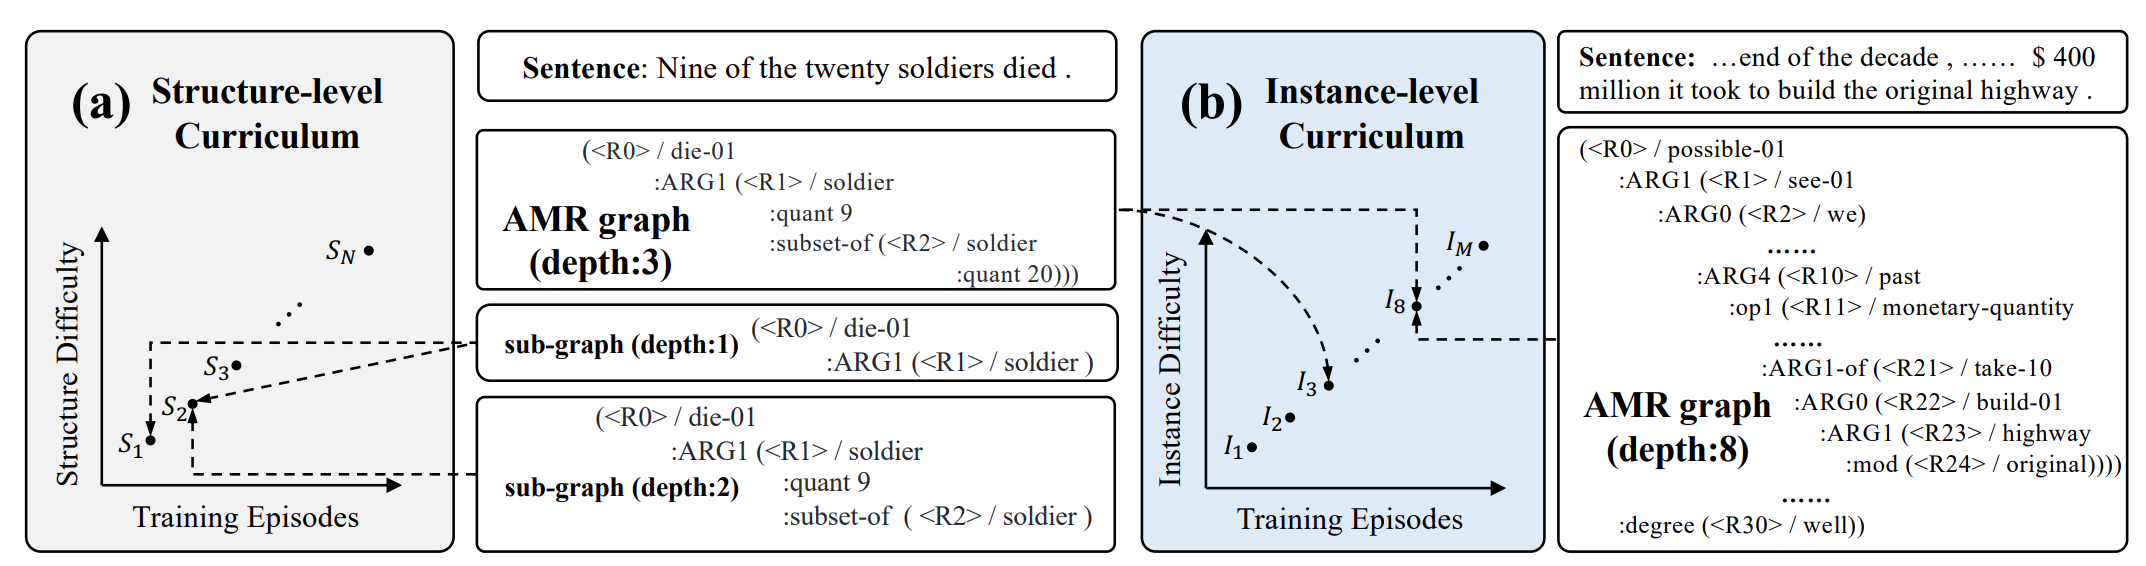 (a) Structure-level
Curriculum
Structure Difficulty
S_N
S_3
S_2
S_1
Training Episodes
Sentence: Nine of the twenty soldiers died .
(<R0> / die-01
:ARG1 (<R1> / soldier
AMR graph
(depth:3)
:quant 9
:subset-of (<R2> / soldier
:quant 20)))
sub-graph (depth:1)
(<R0> / die-01
:ARG1 (<R1> / soldier )
sub-graph (depth:2)
(<R0> / die-01
:ARG1 (<R1> / soldier
:quant 9
:subset-of ( <R2> / soldier )
(b) Instance-level
Curriculum
Instance Difficulty
I_M
I_8
I_3
I_2
I_1
Training Episodes
Sentence: …end of the decade , …… $ 400
million it took to build the original highway .
(<R0> / possible-01
:ARG1 (<R1> / see-01
:ARG0 (<R2> / we)
……
:ARG4 (<R10> / past
:op1 (<R11> / monetary-quantity
……
:ARG1-of (<R21> / take-10
AMR graph
(depth:8)
:ARG0 (<R22> / build-01
:ARG1 (<R23> / highway
:mod (<R24> / original))))
……
:degree (<R30> / well))